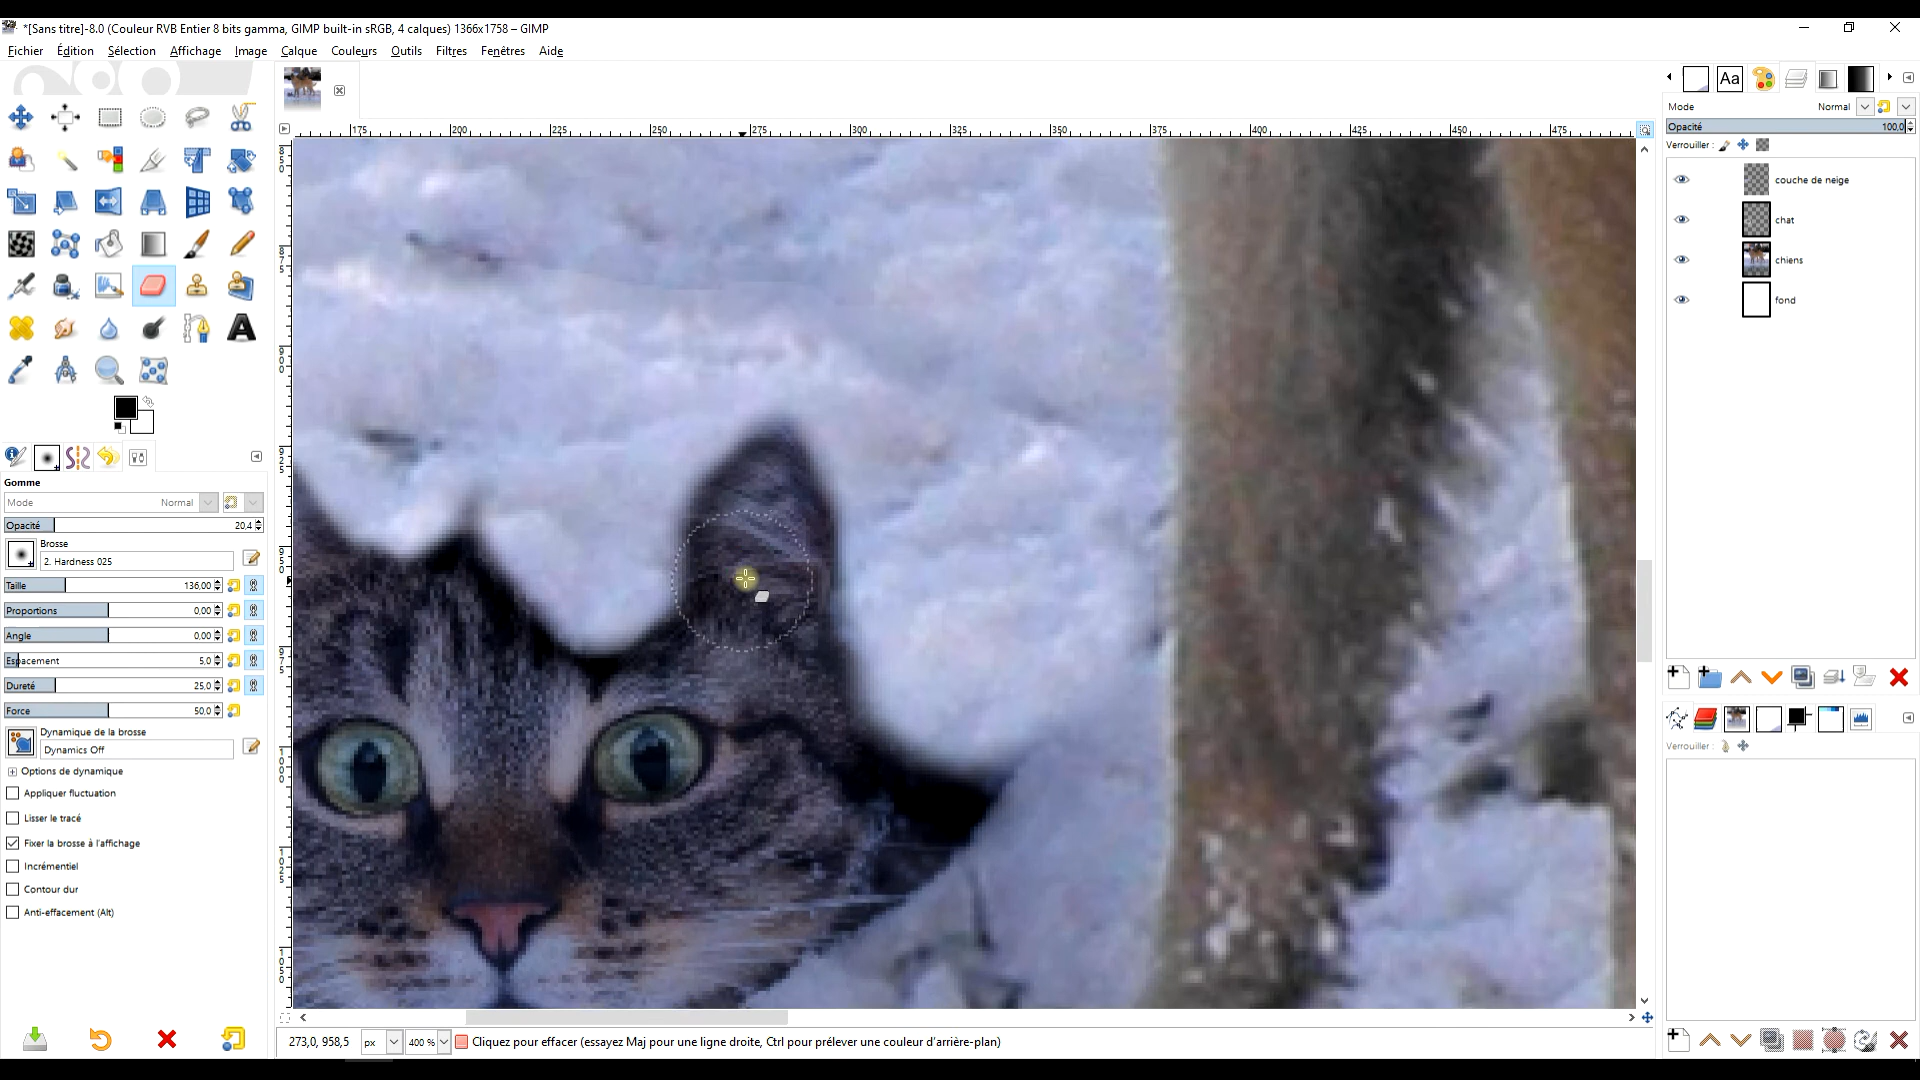 *[Sans titre]-8.0 (Couleur RVB Entier 8 bits gamma, GIMP built-in sRGB, 4 calques) 1366x1758 – GIMP
Fichier Édition Sélection Affichage Image Calque Couleurs Outils Filtres Fenêtres Aide
Aa
Mode Normal
Opacité 100,0
Verrouiller :
175 200 225 250 275 300 325 350 375 400 425 450 475
couche de neige
chat
chiens
fond
Gomme
Mode Normal
Opacité 20,4
Brosse
2. Hardness 025
Taille 136,00
Proportions 0,00
Angle 0,00
Espacement 5,0
Dureté 25,0
Force 50,0
Dynamique de la brosse
Dynamics Off
Options de dynamique
Appliquer fluctuation
Lisser le tracé
Fixer la brosse à l'affichage
Incrémentiel
Contour dur
Anti-effacement (Alt)
Verrouiller :
273,0, 958,5 px 400 % Cliquez pour effacer (essayez Maj pour une ligne droite, Ctrl pour prélever une couleur d'arrière-plan)